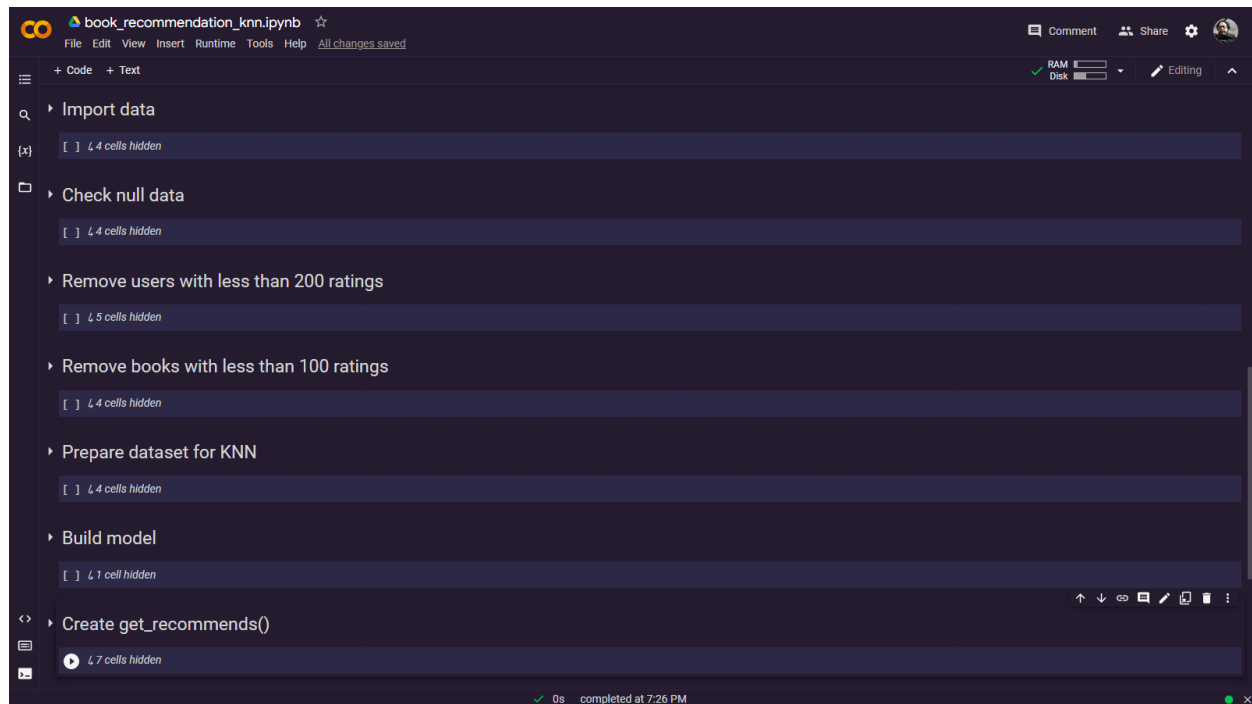 book_recommendation_knn.ipynb
File Edit View Insert Runtime Tools Help All changes saved
Comment Share
+ Code + Text
RAM
Disk
Editing
{x}
Import data
[ ] 4 cells hidden
Check null data
[ ] 4 cells hidden
Remove users with less than 200 ratings
[ ] 5 cells hidden
Remove books with less than 100 ratings
[ ] 4 cells hidden
Prepare dataset for KNN
[ ] 4 cells hidden
Build model
[ ] 1 cell hidden
Create get_recommends()
7 cells hidden
0s completed at 7:26 PM